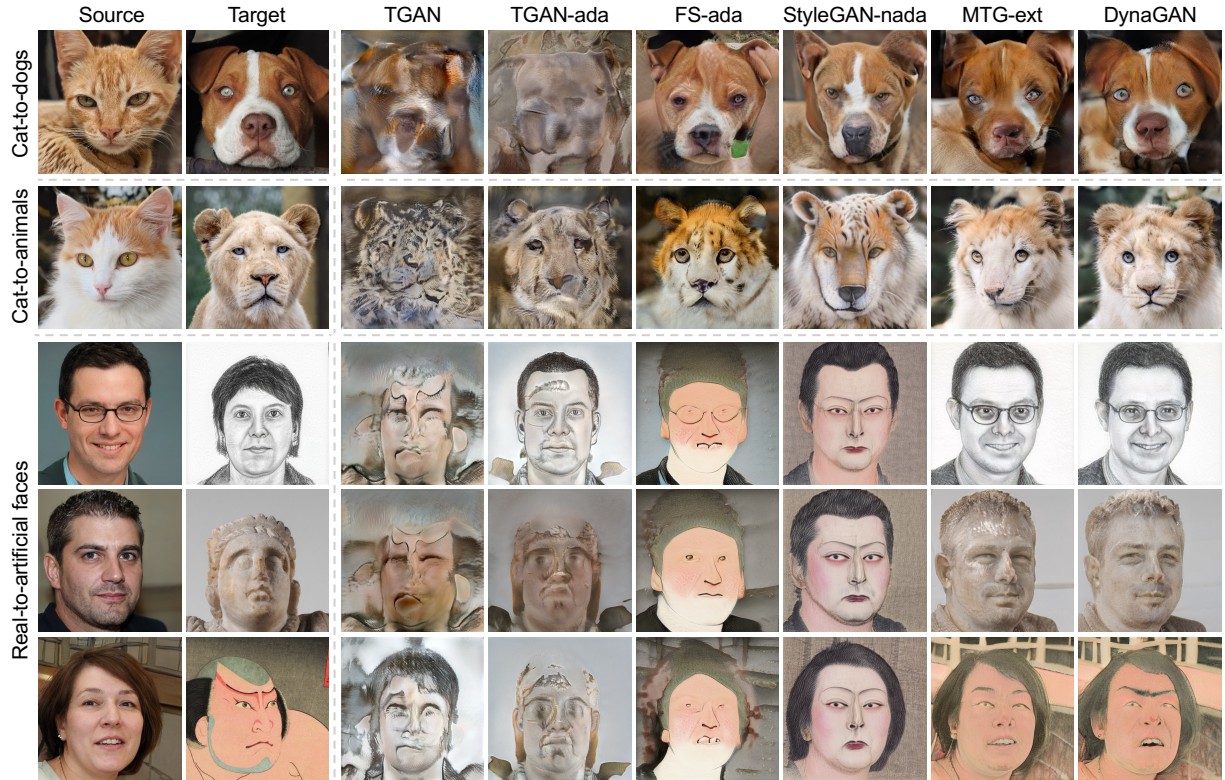 Source Target TGAN TGAN-ada FS-ada StyleGAN-nada MTG-ext DynaGAN
Cat-to-dogs
Cat-to-animals
Real-to-artificial faces